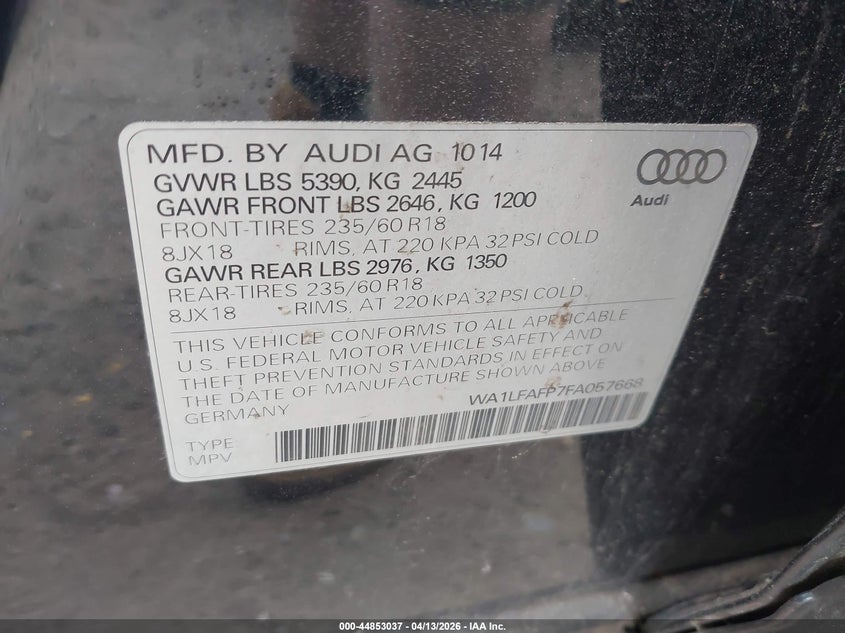 MFD. BY AUDI AG 10 14
GVWR LBS 5390, KG 2445
GAWR FRONT LBS 2646, KG 1200
FRONT-TIRES 235/60 R18
8JX18 RIMS, AT 220 KPA 32 PSI COLD
GAWR REAR LBS 2976, KG 1350
REAR-TIRES 235/60 R18
8JX18 RIMS, AT 220 KPA 32 PSI COLD
Audi
THIS VEHICLE CONFORMS TO ALL APPLICABLE
U.S. FEDERAL MOTOR VEHICLE SAFETY AND
THEFT PREVENTION STANDARDS IN EFFECT ON
THE DATE OF MANUFACTURE SHOWN ABOVE
GERMANY
WA1LFAFP7FA057668
TYPE
MPV
000-44853037 - 04/13/2026 - IAA Inc.